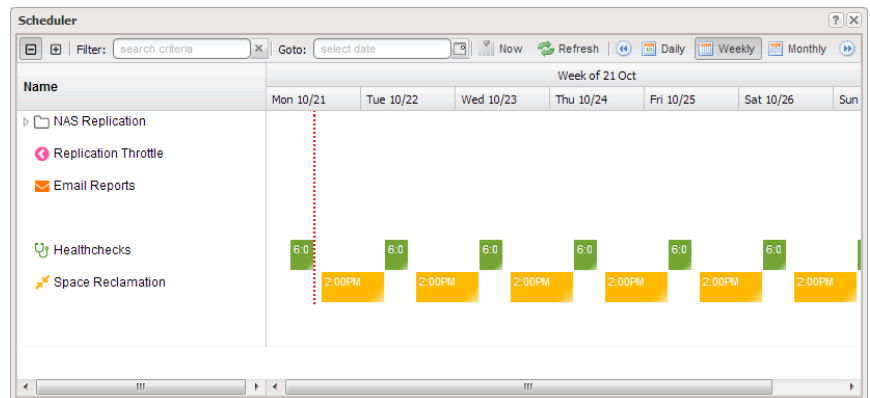 Scheduler
Filter: search criteria Goto: select date Now Refresh Daily Weekly Monthly
Name
Week of 21 Oct
Mon 10/21 Tue 10/22 Wed 10/23 Thu 10/24 Fri 10/25 Sat 10/26 Sun
NAS Replication
Replication Throttle
Email Reports
Healthchecks 6:0 6:0 6:0 6:0 6:0 6:0
Space Reclamation 2:00PM 2:00PM 2:00PM 2:00PM 2:00PM 2:00PM